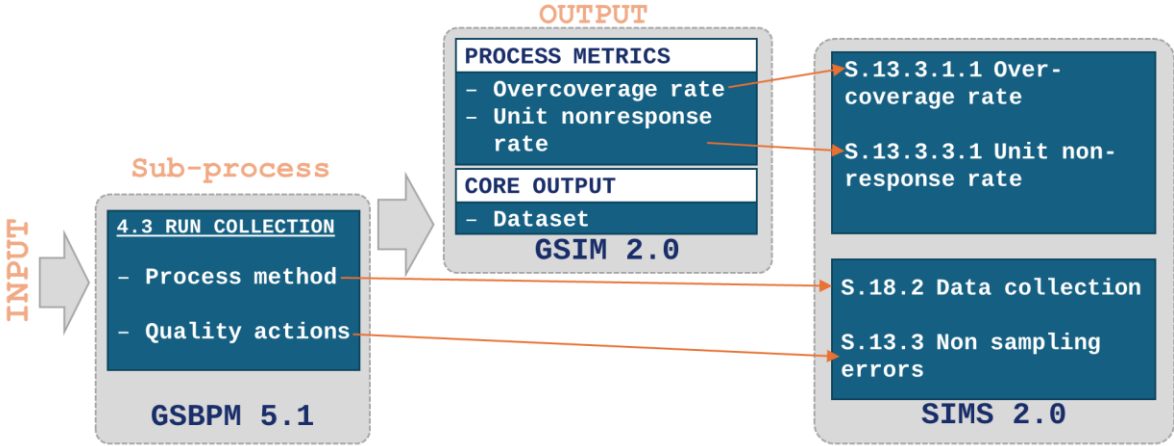 INPUT
Sub-process
4.3 RUN COLLECTION
– Process method
– Quality actions
GSBPM 5.1
OUTPUT
PROCESS METRICS
– Overcoverage rate
– Unit nonresponse
rate
CORE OUTPUT
– Dataset
GSIM 2.0
S.13.3.1.1 Over-
coverage rate
S.13.3.3.1 Unit non-
response rate
S.18.2 Data collection
S.13.3 Non sampling
errors
SIMS 2.0